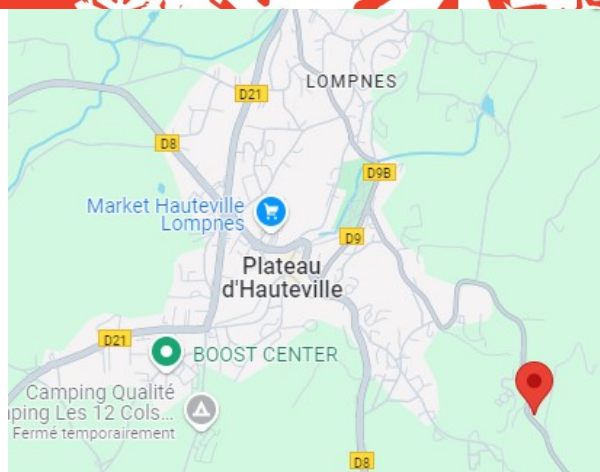 LOMPNES
D21
D8
D9B
Market Hauteville
Lompnes
D9
Plateau
d'Hauteville
D21
BOOST CENTER
Camping Qualité
ping Les 12 Cols...
Fermé temporairement
D8